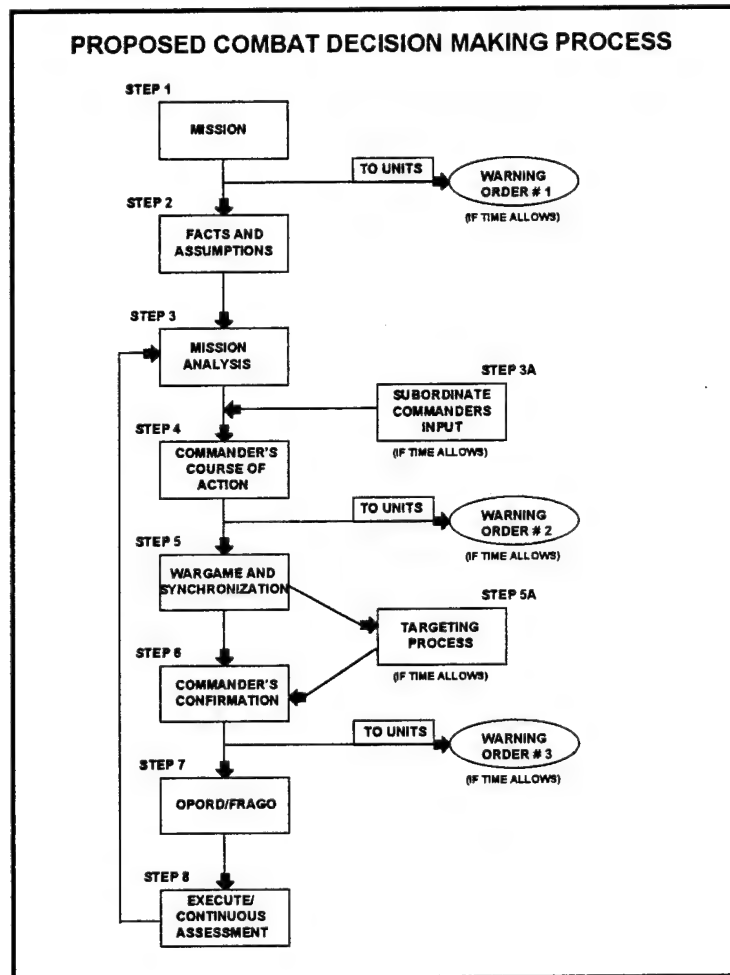 PROPOSED COMBAT DECISION MAKING PROCESS
STEP 1
MISSION
TO UNITS
WARNING
ORDER # 1
(IF TIME ALLOWS)
STEP 2
FACTS AND
ASSUMPTIONS
STEP 3
MISSION
ANALYSIS
STEP 3A
SUBORDINATE
COMMANDERS
INPUT
(IF TIME ALLOWS)
STEP 4
COMMANDER'S
COURSE OF
ACTION
TO UNITS
WARNING
ORDER # 2
(IF TIME ALLOWS)
STEP 5
WARGAME AND
SYNCHRONIZATION
STEP 5A
TARGETING
PROCESS
(IF TIME ALLOWS)
STEP 6
COMMANDER'S
CONFIRMATION
TO UNITS
WARNING
ORDER # 3
(IF TIME ALLOWS)
STEP 7
OPORD/FRAGO
STEP 8
EXECUTE/
CONTINUOUS
ASSESSMENT